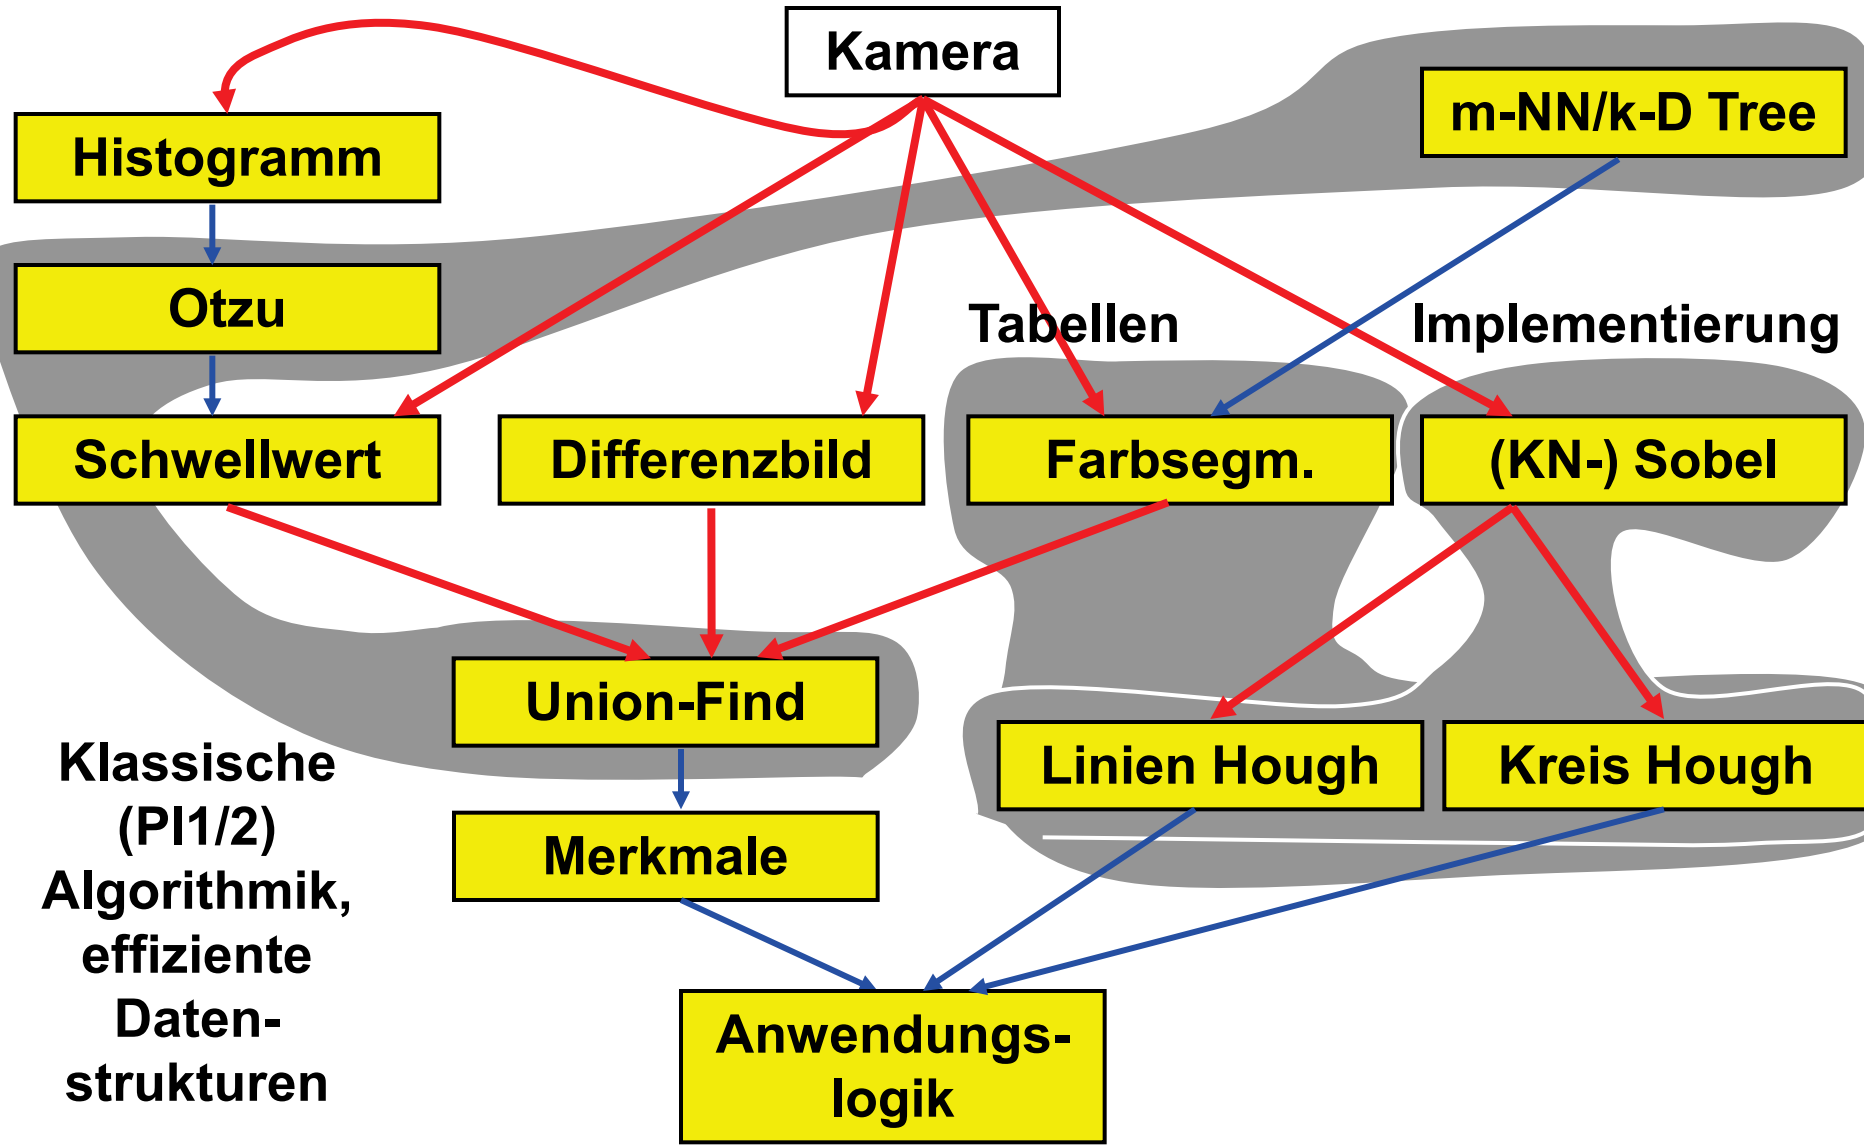 Kamera
m-NN/k-D Tree
Histogramm
Otzu
Tabellen
Implementierung
Schwellwert
Differenzbild
Farbsegm.
(KN-) Sobel
Union-Find
Linien Hough
Kreis Hough
Klassische
(PI1/2)
Algorithmik,
effiziente
Daten-
strukturen
Merkmale
Anwendungs-
logik